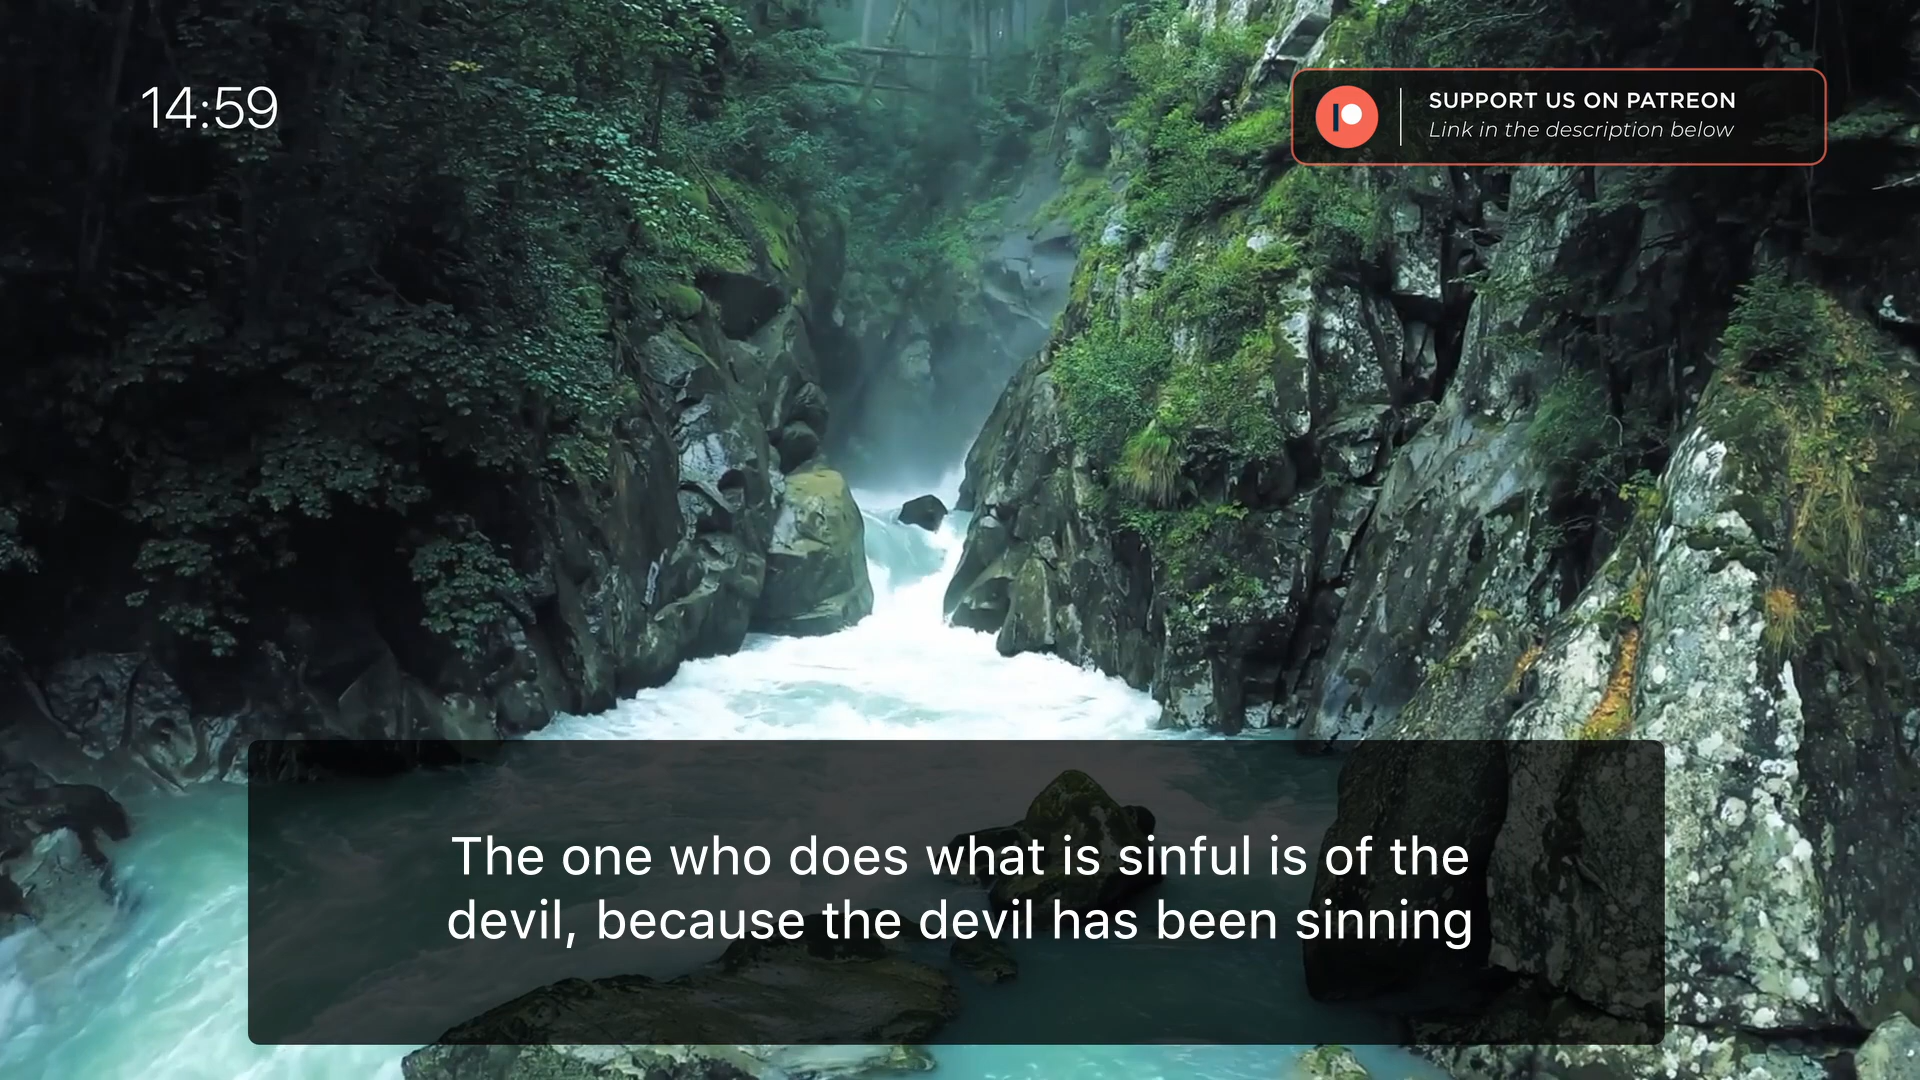 14:59
SUPPORT US ON PATREON
Link in the description below
The one who does what is sinful is of the
devil, because the devil has been sinning